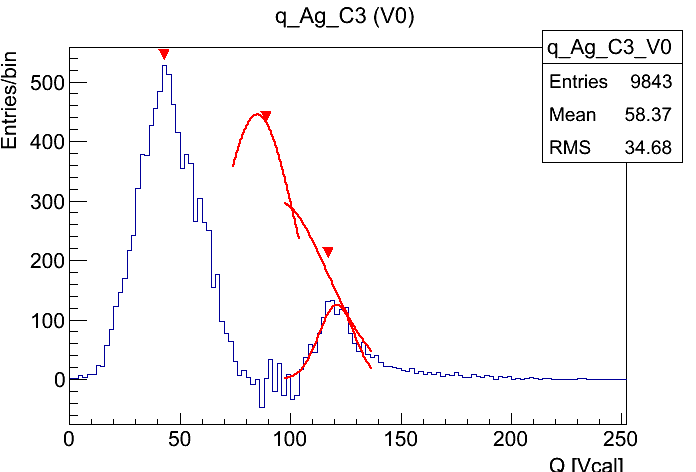 q_Ag_C3 (V0)
q_Ag_C3_V0
Entries 9843
Mean 58.37
RMS 34.68
Entries/bin
500
400
300
200
100
0
0 50 100 150 200 250
Q [Vcal]